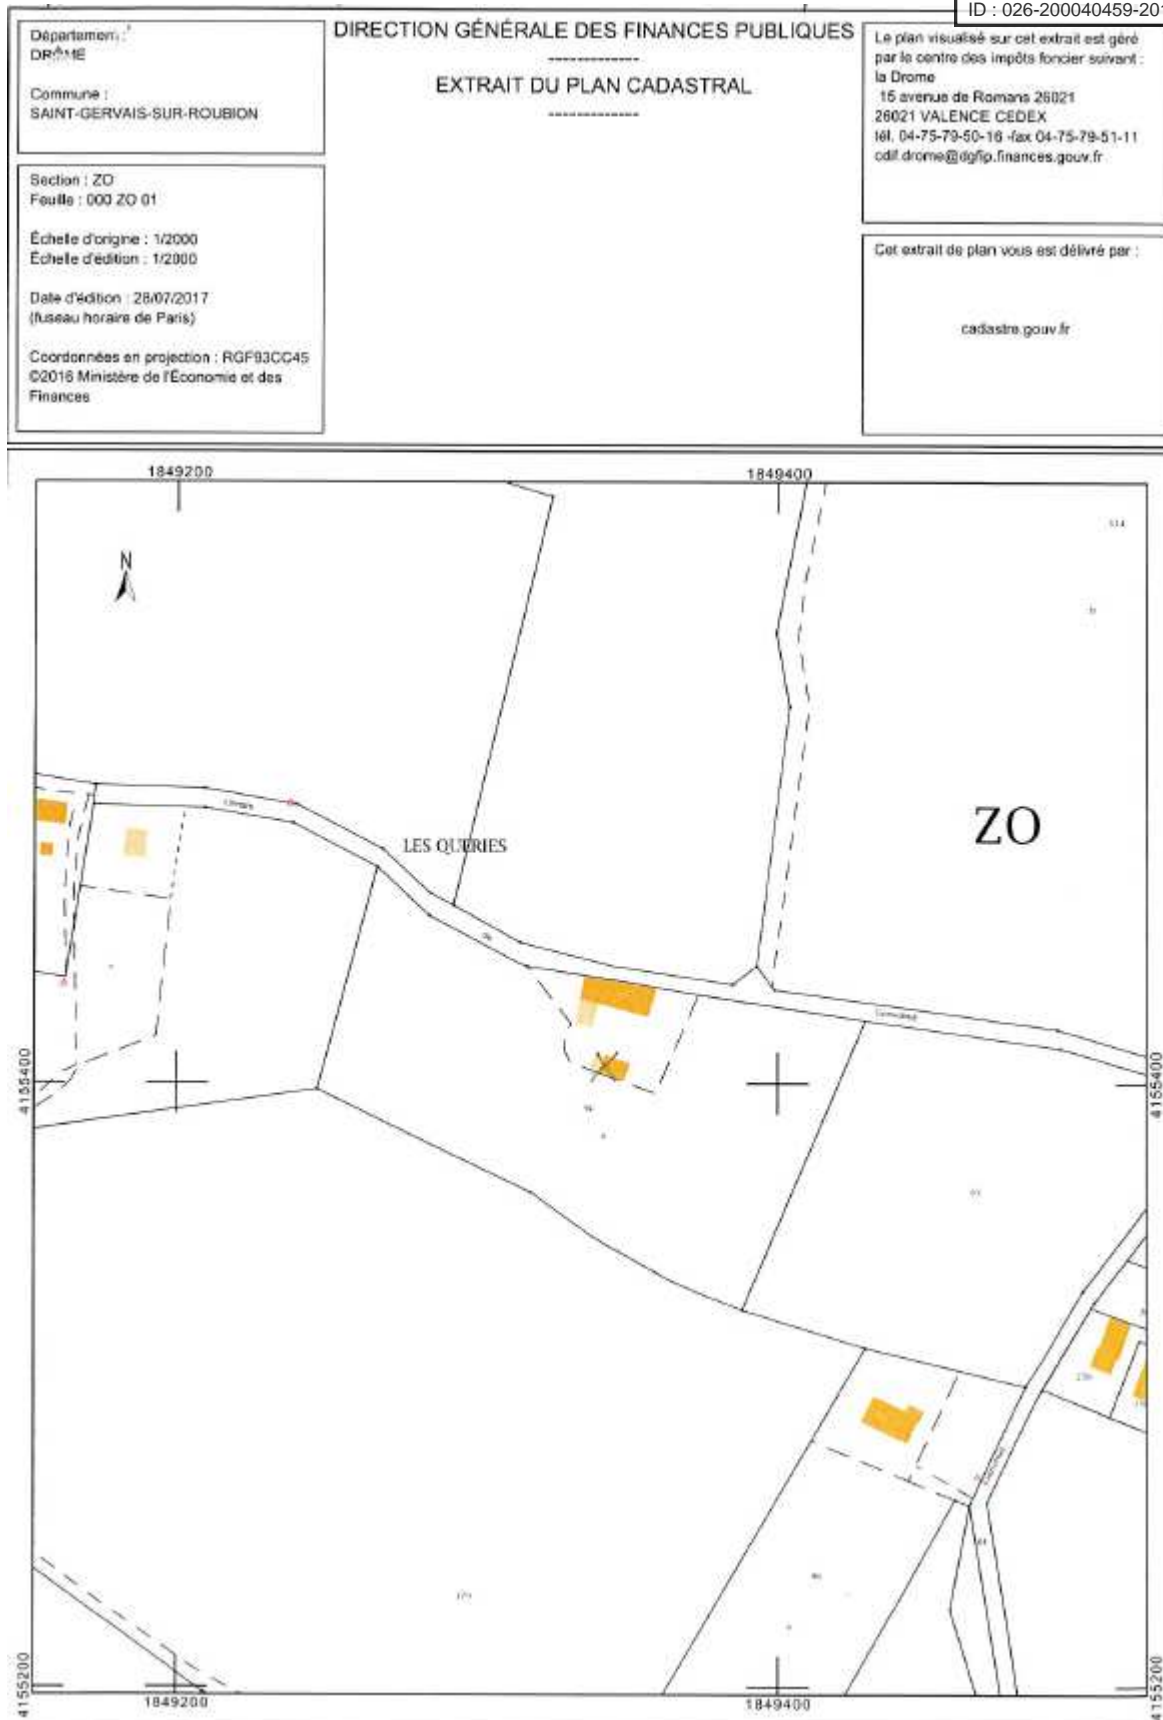 ID : 026-200040459-201
Département :
DRÔME
Commune :
SAINT-GERVAIS-SUR-ROUBION
Section : ZO
Feuille : 000 ZO 01
Échelle d'origine : 1/2000
Échelle d'édition : 1/2000
Date d'édition : 28/07/2017
(fuseau horaire de Paris)
Coordonnées en projection : RGF93CC45
©2016 Ministère de l'Économie et des
Finances
DIRECTION GÉNÉRALE DES FINANCES PUBLIQUES
-------------
EXTRAIT DU PLAN CADASTRAL
-------------
Le plan visualisé sur cet extrait est géré
par le centre des impôts foncier suivant :
la Drome
15 avenue de Romans 26021
26021 VALENCE CEDEX
tél. 04-75-79-50-16 -fax 04-75-79-51-11
cdif.drome@dgfip.finances.gouv.fr
Cet extrait de plan vous est délivré par :
cadastre.gouv.fr
1849200
1849400
N
ZO
LES QUERIES
de
4155400
4155400
4155200
4155200
1849200
1849400